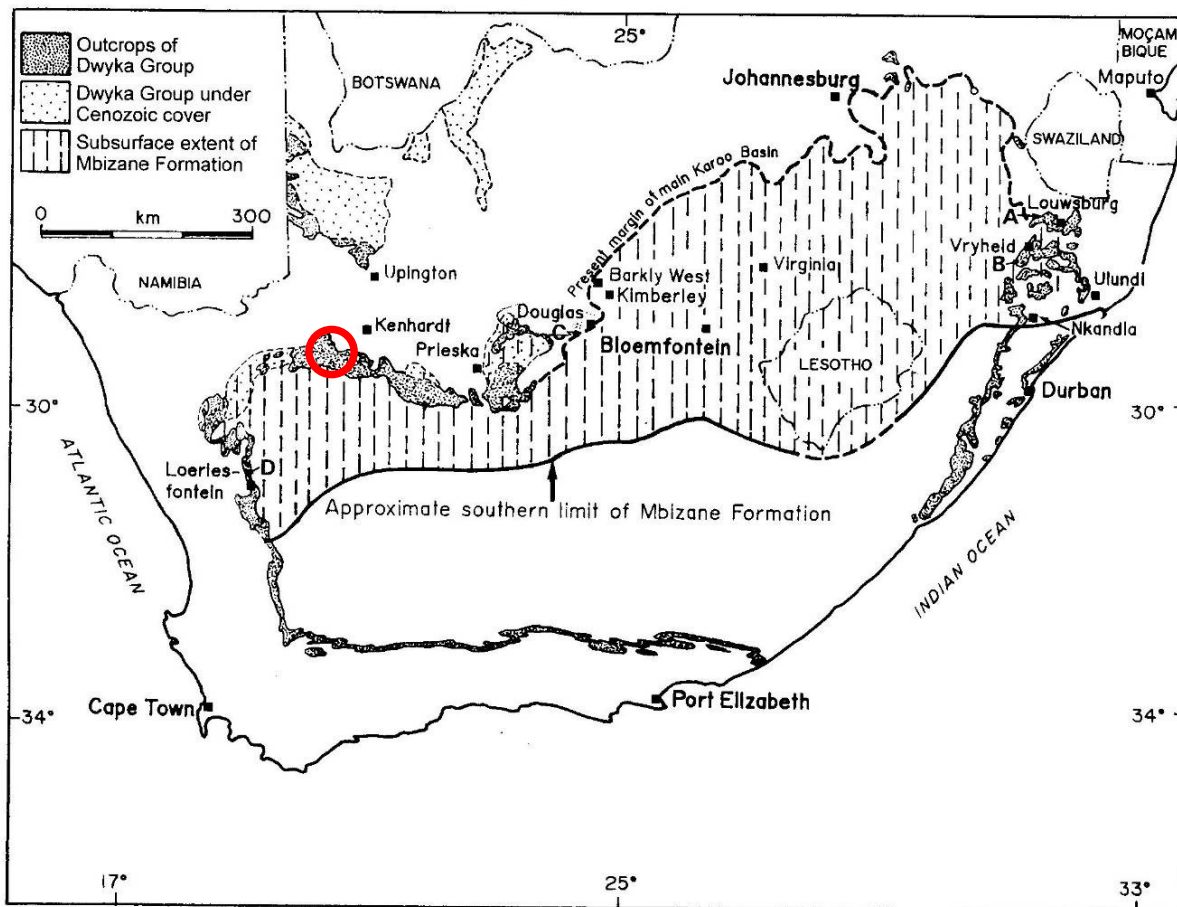 Outcrops of
Dwyka Group
Dwyka Group under
Cenozoic cover
Subsurface extent of
Mbizane Formation
0 km 300
25°
BOTSWANA
Johannesburg
MOÇAM
BIQUE
Maputo
SWAZILAND
Present margin of main Karoo Basin
A
Louwsburg
Vryheid
B
Ulundi
Nkandla
NAMIBIA
Upington
Virginia
Barkly West
Kimberley
Douglas
C
Bloemfontein
Kenhardt
Prieska
LESOTHO
Durban
30°
30°
Loeries-
fontein
D
Approximate southern limit of Mbizane Formation
ATLANTIC OCEAN
INDIAN OCEAN
Cape Town
Port Elizabeth
34°
34°
17°
25°
33°